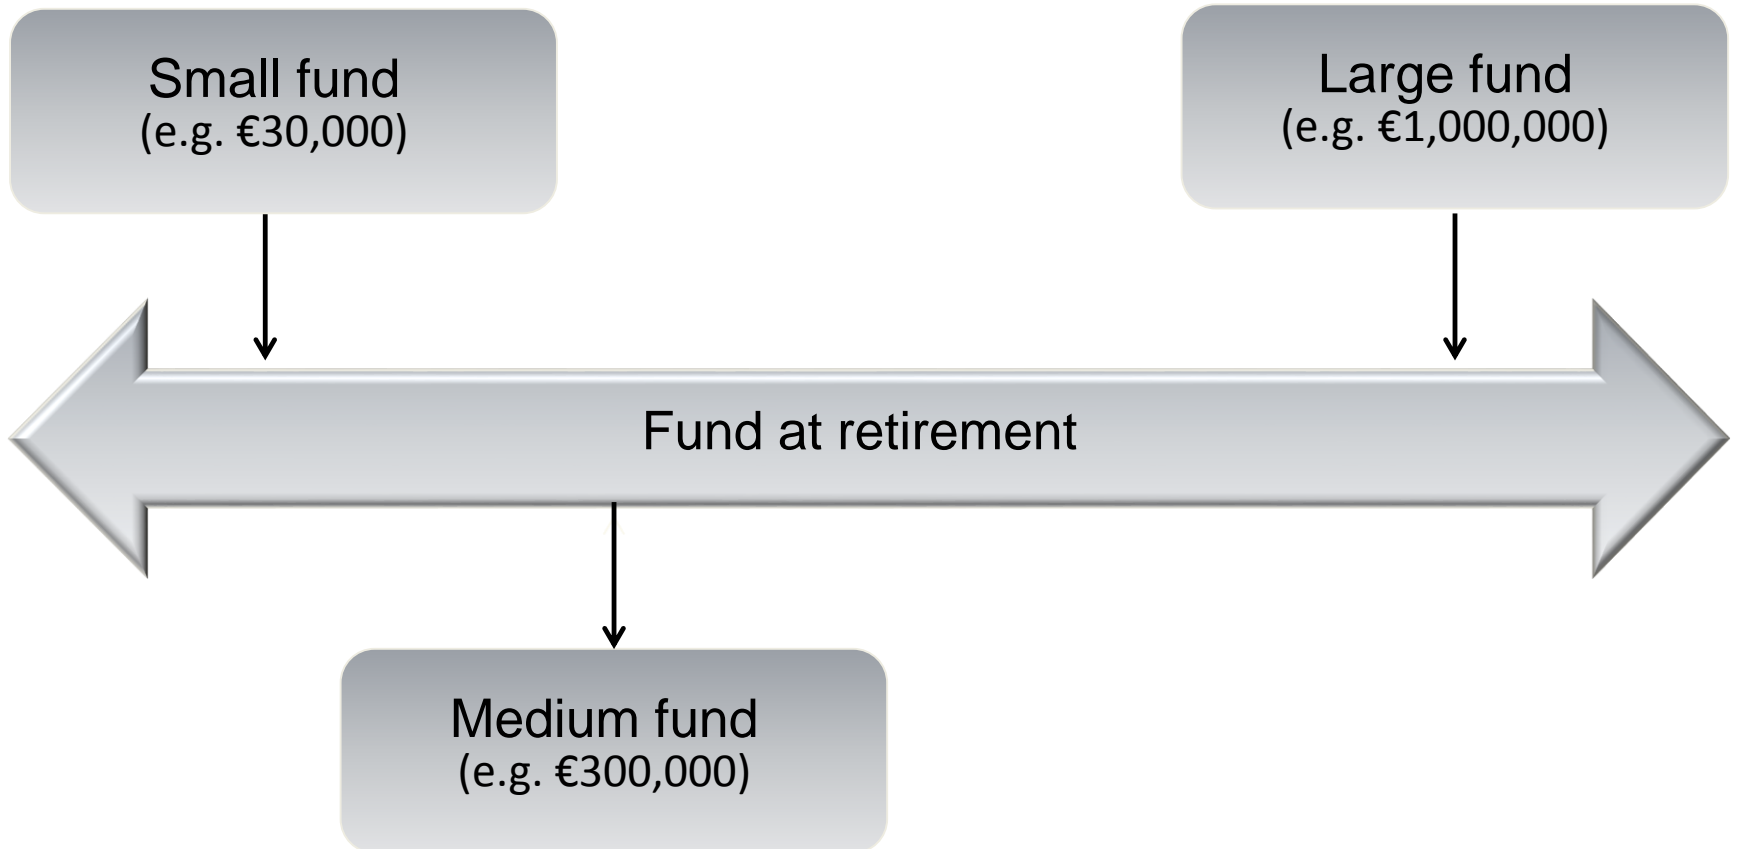 Small fund
(e.g. €30,000)
Large fund
(e.g. €1,000,000)
Fund at retirement
Medium fund
(e.g. €300,000)